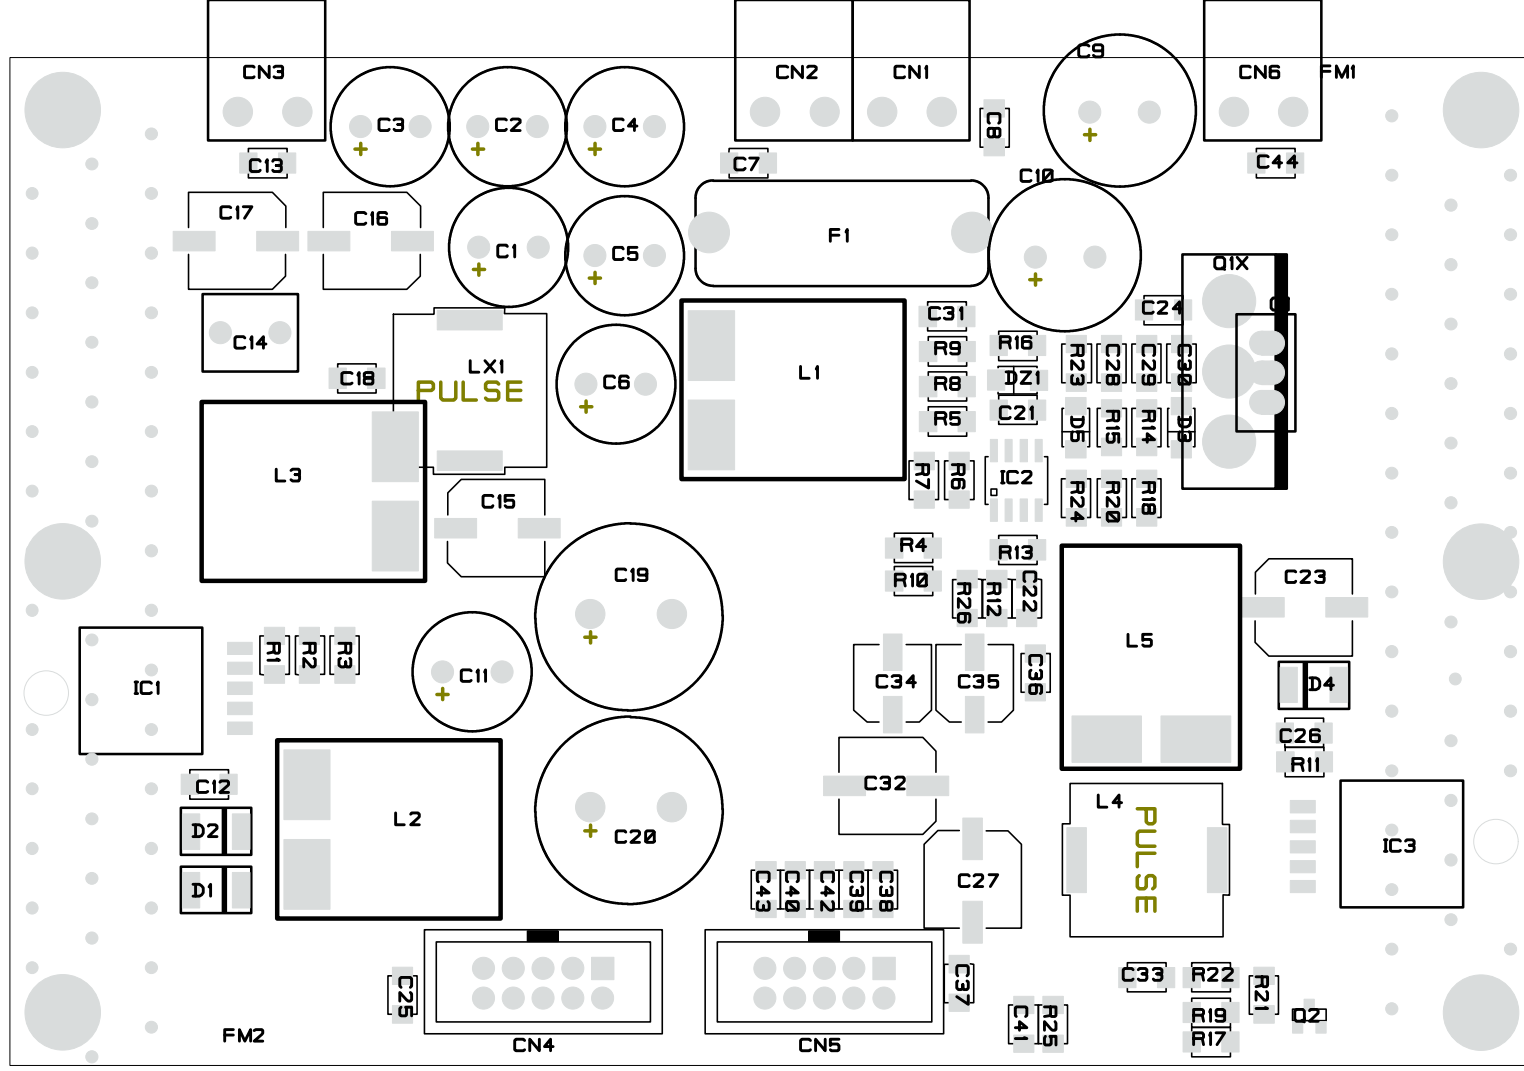 C9
CN3
CN2
CN1
CN6
FM1
C3
C2
C4
C8
+
+
+
+
C13
C7
C44
C10
C17
C16
F1
C1
C5
+
+
+
Q1X
C14
C31
C24
R16
R9
R23
C28
C29
C30
LX1
PULSE
C18
C6
+
L1
R8
DZ1
R5
C21
D5
R15
R14
D3
L3
R7
R6
IC2
C15
R24
R20
R18
R4
R13
C19
R10
C23
+
R26
R12
C22
L5
R1
R2
R3
IC1
C11
+
C34
C35
C36
D4
C26
R11
C12
C32
L4
PULSE
D2
L2
+
C20
IC3
D1
C43
C40
C42
C39
C38
C27
C25
C37
C33
R22
R21
R19
Q2
C41
R25
R17
FM2
CN4
CN5